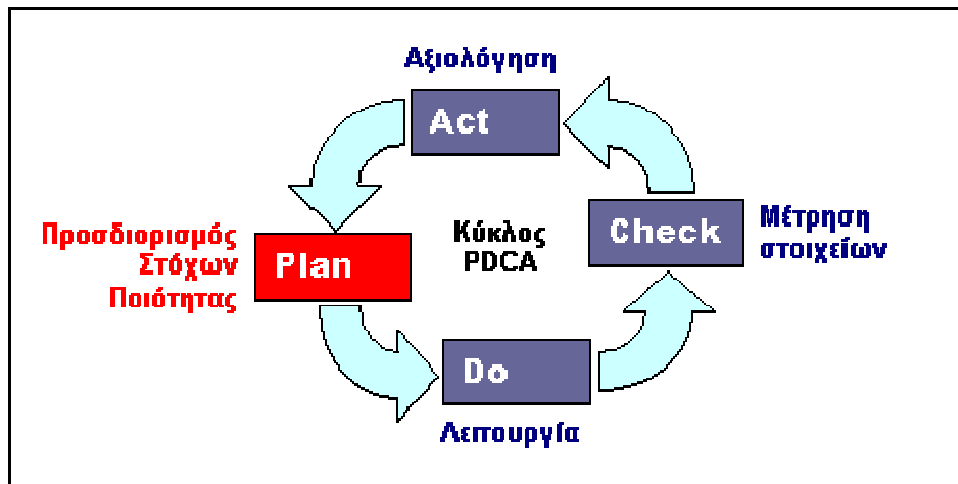 Αξιολόγηση
Act
Προσδιορισμός
Στόχων
Ποιότητας
Plan
Κύκλος
PDCA
Check
Μέτρηση
στοιχείων
Do
Λειτουργία